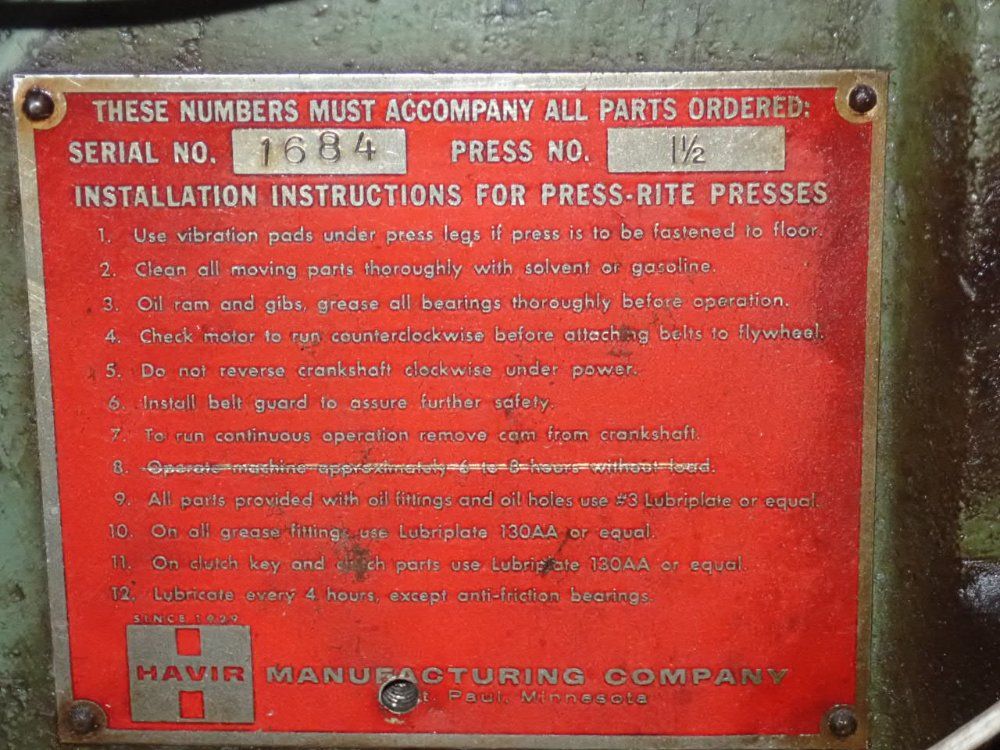 THESE NUMBERS MUST ACCOMPANY ALL PARTS ORDERED:
SERIAL NO. 1684 PRESS NO. 1½
INSTALLATION INSTRUCTIONS FOR PRESS-RITE PRESSES
1. Use vibration pads under press legs if press is to be fastened to floor.
2. Clean all moving parts thoroughly with solvent or gasoline.
3. Oil ram and gibs, grease all bearings thoroughly before operation.
4. Check motor to run counterclockwise before attaching belts to flywheel.
5. Do not reverse crankshaft clockwise under power.
6. Install belt guard to assure further safety.
7. To run continuous operation remove cam from crankshaft.
8. Operate machine approximately 6 to 8 hours without load.
9. All parts provided with oil fittings and oil holes use #3 Lubriplate or equal.
10. On all grease fittings use Lubriplate 130AA or equal.
11. On clutch key and clutch parts use Lubriplate 130AA or equal.
12. Lubricate every 4 hours, except anti-friction bearings.
SINCE 1929
H
HAVIR MANUFACTURING COMPANY
t. Paul, Minnesota